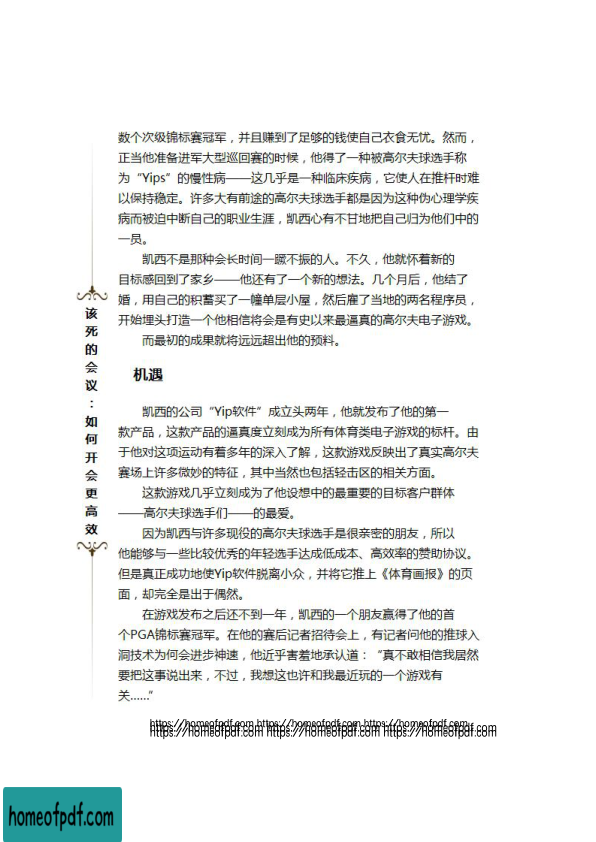 数个次级锦标赛冠军，并且赚到了足够的钱使自己衣食无忧。然而，
正当他准备进军大型巡回赛的时候，他得了一种被高尔夫球选手称
为“Yips”的慢性病——这几乎是一种临床疾病，它使人在推杆时难
以保持稳定。许多大有前途的高尔夫球选手都是因为这种伪心理学疾
病而被迫中断自己的职业生涯，凯西心有不甘地把自己归为他们中的
一员。
凯西不是那种会长时间一蹶不振的人。不久，他就怀着新的
目标感回到了家乡——他还有了一个新的想法。几个月后，他结了
婚，用自己的积蓄买了一幢单层小屋，然后雇了当地的两名程序员，
开始埋头打造一个他相信将会是有史以来最逼真的高尔夫电子游戏。
而最初的成果就将远远超出他的预料。
机遇
凯西的公司“Yip软件”成立头两年，他就发布了他的第一
款产品，这款产品的逼真度立刻成为所有体育类电子游戏的标杆。由
于他对这项运动有着多年的深入了解，这款游戏反映出了真实高尔夫
赛场上许多微妙的特征，其中当然也包括轻击区的相关方面。
这款游戏几乎立刻成为了他设想中的最重要的目标客户群体
——高尔夫球选手们——的最爱。
因为凯西与许多现役的高尔夫球选手是很亲密的朋友，所以
他能够与一些比较优秀的年轻选手达成低成本、高效率的赞助协议。
但是真正成功地使Yip软件脱离小众，并将它推上《体育画报》的页
面，却完全是出于偶然。
在游戏发布之后还不到一年，凯西的一个朋友赢得了他的首
个PGA锦标赛冠军。在他的赛后记者招待会上，有记者问他的推球入
洞技术为何会进步神速，他近乎害羞地承认道：“真不敢相信我居然
要把这事说出来，不过，我想这也许和我最近玩的一个游戏有
关……”
该死的会议：如何开会更高效
https://homeofpdf.com https://homeofpdf.com https://homeofpdf.com
https://homeofpdf.com https://homeofpdf.com https://homeofpdf.com
homeofpdf.com